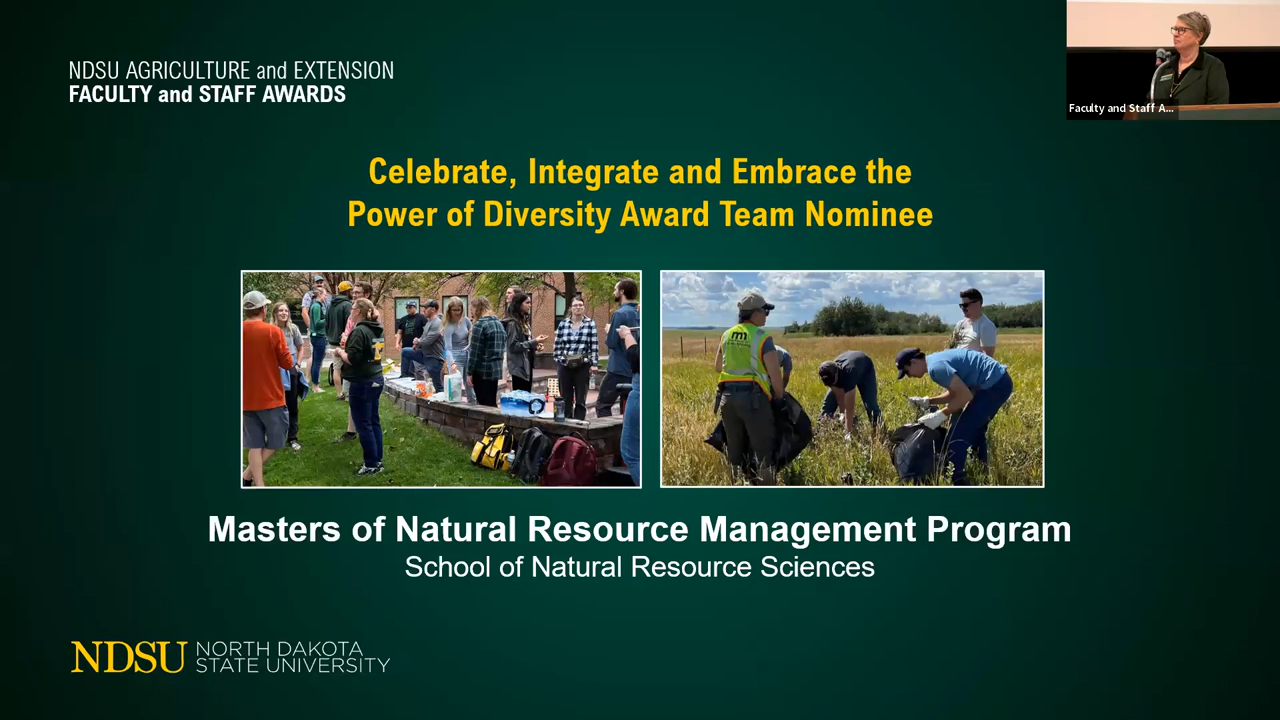 NDSU AGRICULTURE and EXTENSION
FACULTY and STAFF AWARDS
Faculty and Staff A...
Celebrate, Integrate and Embrace the
Power of Diversity Award Team Nominee
Masters of Natural Resource Management Program
School of Natural Resource Sciences
NDSU NORTH DAKOTA
STATE UNIVERSITY